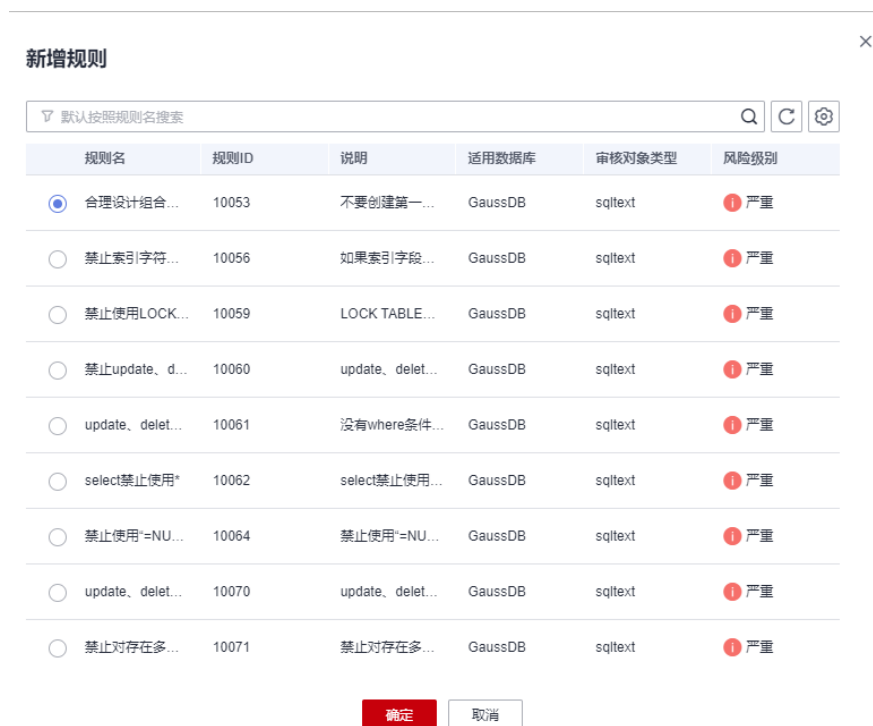 新增规则
默认按照规则名搜索
规则名 规则ID 说明 适用数据库 审核对象类型 风险级别
合理设计组合... 10053 不要创建第一... GaussDB sqltext 严重
禁止索引字符... 10056 如果索引字段... GaussDB sqltext 严重
禁止使用LOCK... 10059 LOCK TABLE... GaussDB sqltext 严重
禁止update、d... 10060 update、delet... GaussDB sqltext 严重
update、delet... 10061 没有where条件... GaussDB sqltext 严重
select禁止使用* 10062 select禁止使用... GaussDB sqltext 严重
禁止使用“=NU... 10064 禁止使用“=NU... GaussDB sqltext 严重
update、delet... 10070 update、delet... GaussDB sqltext 严重
禁止对存在多... 10071 禁止对存在多... GaussDB sqltext 严重
确定 取消